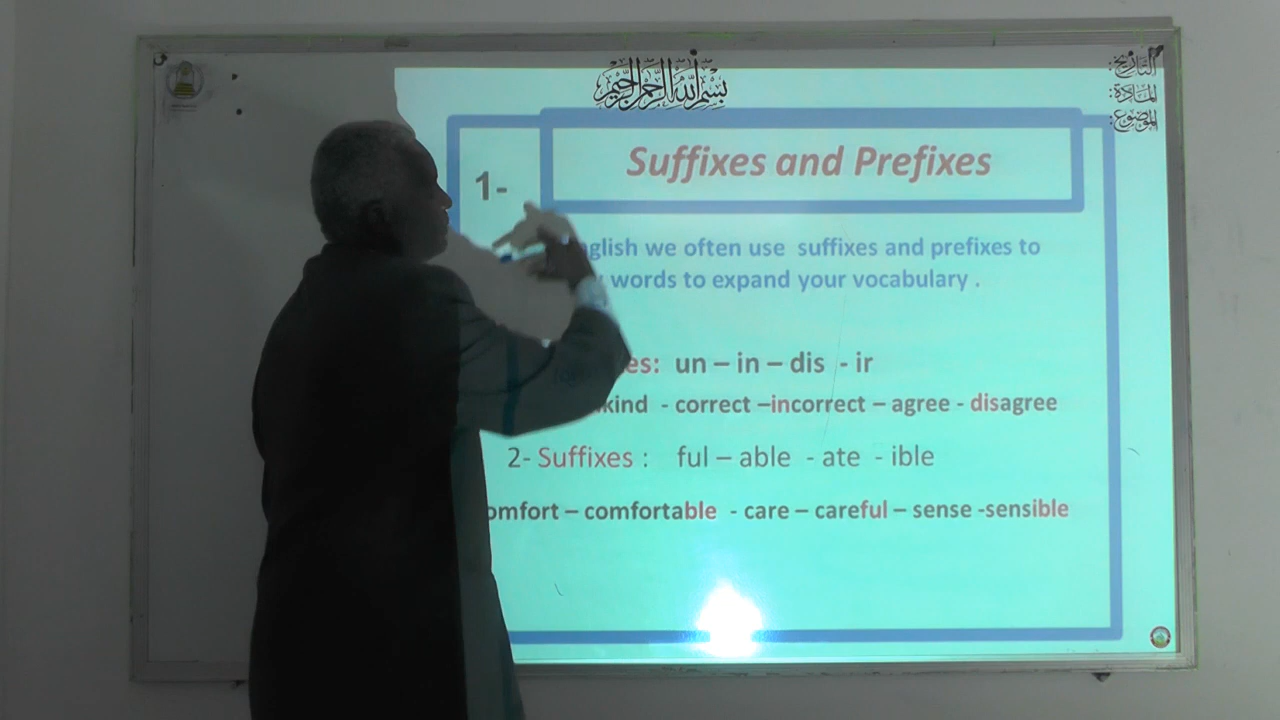 بسم الله الرحمن الرحيم
التاريخ:
المادة:
الموضوع:
Suffixes and Prefixes
1-
we often use suffixes and prefixes to
words to expand your vocabulary .
un – in – dis - ir
kind - correct –incorrect – agree - disagree
2- Suffixes : ful – able - ate - ible
omfort – comfortable - care – careful – sense -sensible